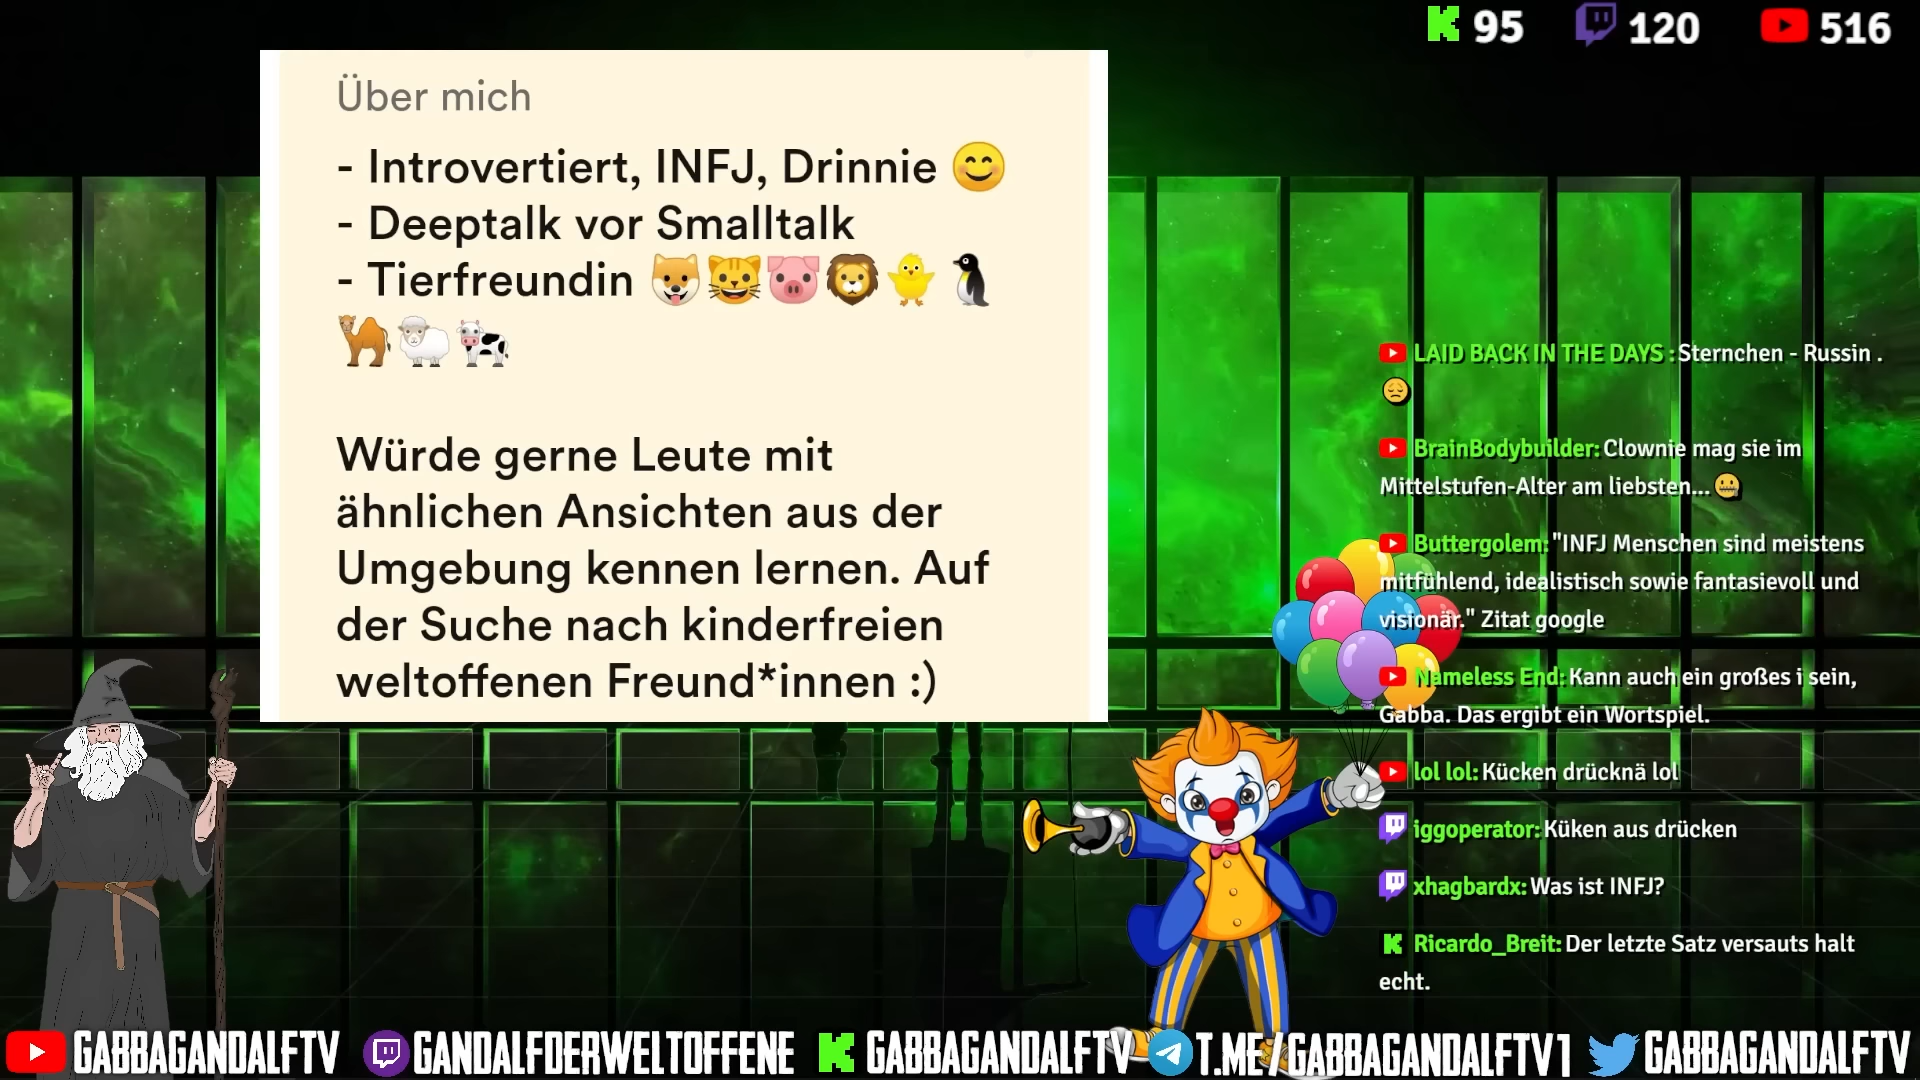 95 120 516
Über mich
- Introvertiert, INFJ, Drinnie 😊
- Deeptalk vor Smalltalk
- Tierfreundin 🐶😺🐷🦁🐥🐧
🐪🐑🐄
Würde gerne Leute mit
ähnlichen Ansichten aus der
Umgebung kennen lernen. Auf
der Suche nach kinderfreien
weltoffenen Freund*innen :)
LAID BACK IN THE DAYS : Sternchen - Russin .
😞
BrainBodybuilder: Clownie mag sie im
Mittelstufen-Alter am liebsten... 🤐
Buttergolem: "INFJ Menschen sind meistens
mitfühlend, idealistisch sowie fantasievoll und
visionär." Zitat google
Nameless End: Kann auch ein großes i sein,
Gabba. Das ergibt ein Wortspiel.
lol lol: Kücken drücknä lol
iggoperator: Küken aus drücken
xhagbardx: Was ist INFJ?
Ricardo_Breit: Der letzte Satz versauts halt
echt.
GABBAGANDALFTV GANDALFDERWELTOFFENE GABBAGANDALFTV T.ME/GABBAGANDALFTV1 GABBAGANDALFTV